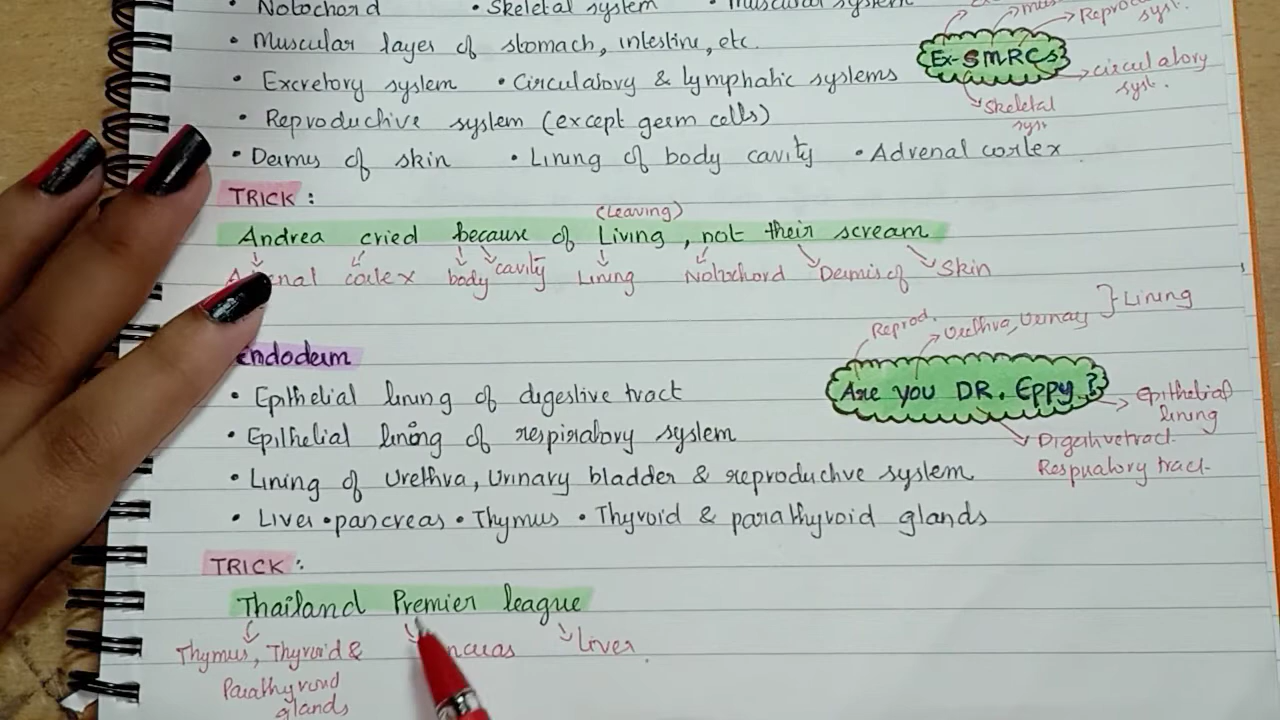 • Notochord • Skeletal system • Muscular system
• Muscular layers of stomach, intestine, etc.
• Excretory system • Circulatory & lymphatic systems
• Reproductive system (except germ cells)
• Dermis of skin • Lining of body cavity • Adrenal cortex
Ex-SMRCS
syst.
circulatory
syst.
Skeletal
syst
TRICK :
(Leaving)
Andrea cried because of Living, not their scream
cortex body cavity Lining Notochord Dermis of Skin
Endoderm
• Epithelial lining of digestive tract
• Epithelial lining of respiratory system
• Lining of Urethra, Urinary bladder & reproductive system
• Liver • pancreas • Thymus • Thyroid & parathyroid glands
Reprod. Urethra, Urinary } Lining
Are you DR. Eppy ?
Epithelial
lining
Digestive tract
Respiratory tract
TRICK :
Thailand Premier league
Thymus, Thyroid & Liver
Parathyroid
glands